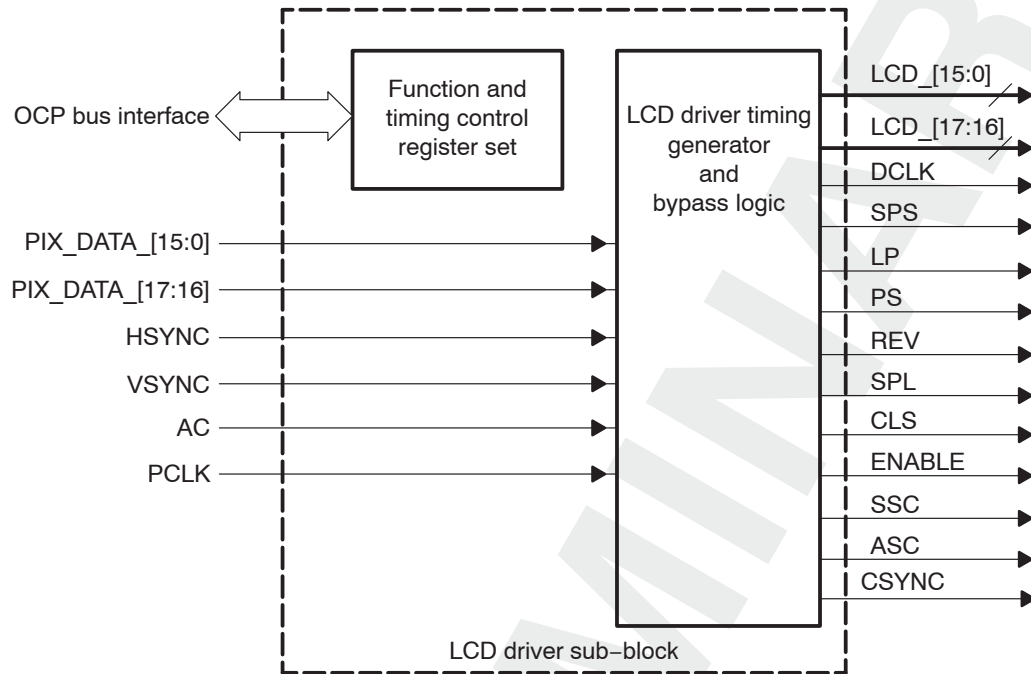 Function and
timing control
register set
OCP bus interface
LCD driver timing
generator
and
bypass logic
PIX_DATA_[15:0]
PIX_DATA_[17:16]
HSYNC
VSYNC
AC
PCLK
LCD_[15:0]
LCD_[17:16]
DCLK
SPS
LP
PS
REV
SPL
CLS
ENABLE
SSC
ASC
CSYNC
LCD driver sub−block